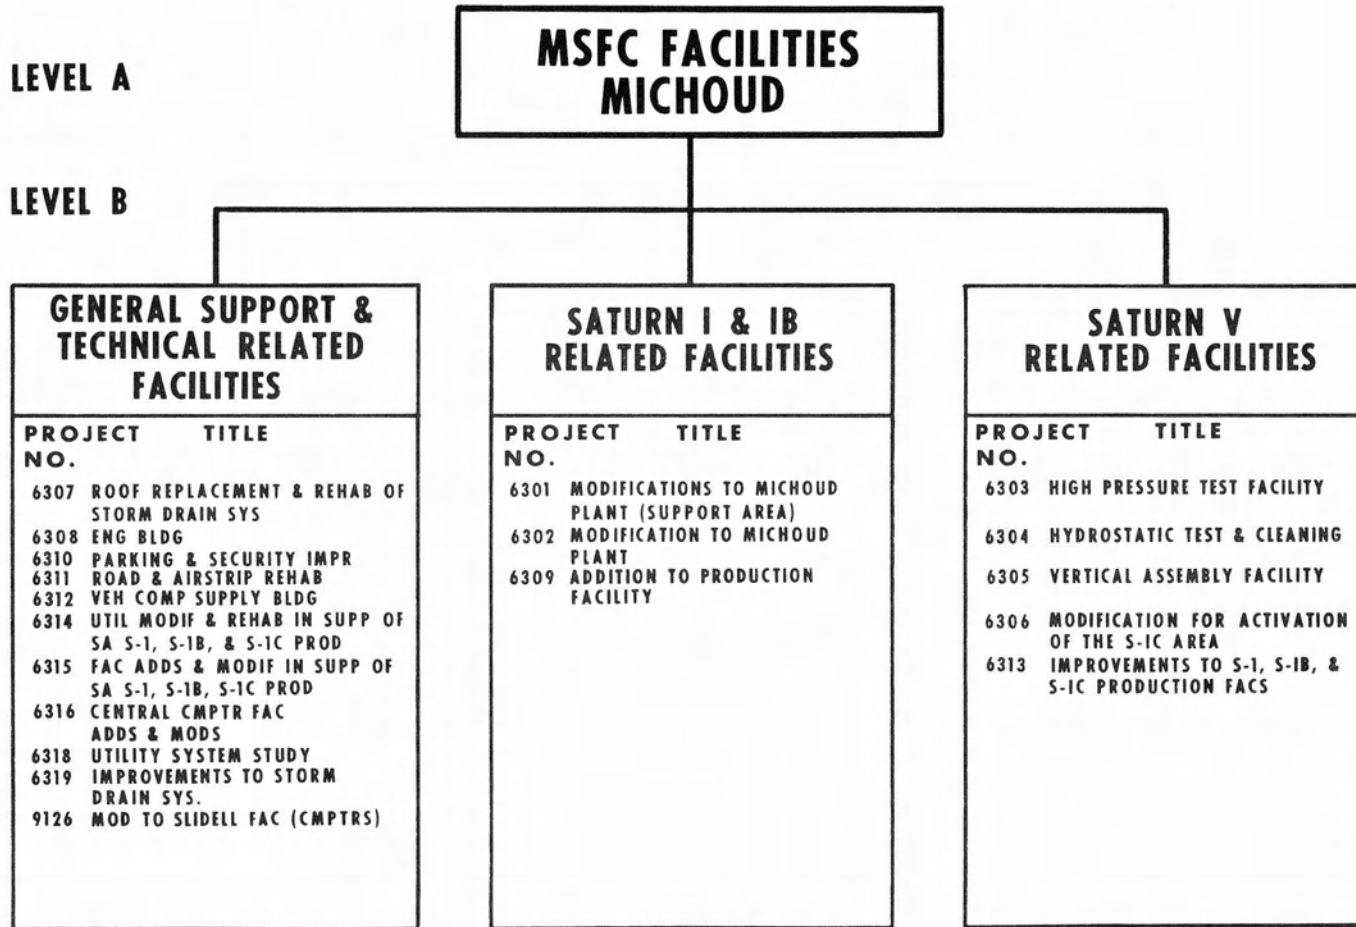 LEVEL A
MSFC FACILITIES
MICHOUD
LEVEL B
GENERAL SUPPORT &
TECHNICAL RELATED
FACILITIES
PROJECT TITLE
NO.
6307 ROOF REPLACEMENT & REHAB OF
STORM DRAIN SYS
6308 ENG BLDG
6310 PARKING & SECURITY IMPR
6311 ROAD & AIRSTRIP REHAB
6312 VEH COMP SUPPLY BLDG
6314 UTIL MODIF & REHAB IN SUPP OF
SA S-1, S-1B, & S-1C PROD
6315 FAC ADDS & MODIF IN SUPP OF
SA S-1, S-1B, S-1C PROD
6316 CENTRAL CMPTR FAC
ADDS & MODS
6318 UTILITY SYSTEM STUDY
6319 IMPROVEMENTS TO STORM
DRAIN SYS.
9126 MOD TO SLIDELL FAC (CMPTRS)
SATURN I & IB
RELATED FACILITIES
PROJECT TITLE
NO.
6301 MODIFICATIONS TO MICHOUD
PLANT (SUPPORT AREA)
6302 MODIFICATION TO MICHOUD
PLANT
6309 ADDITION TO PRODUCTION
FACILITY
SATURN V
RELATED FACILITIES
PROJECT TITLE
NO.
6303 HIGH PRESSURE TEST FACILITY
6304 HYDROSTATIC TEST & CLEANING
6305 VERTICAL ASSEMBLY FACILITY
6306 MODIFICATION FOR ACTIVATION
OF THE S-IC AREA
6313 IMPROVEMENTS TO S-1, S-IB, &
S-IC PRODUCTION FACS